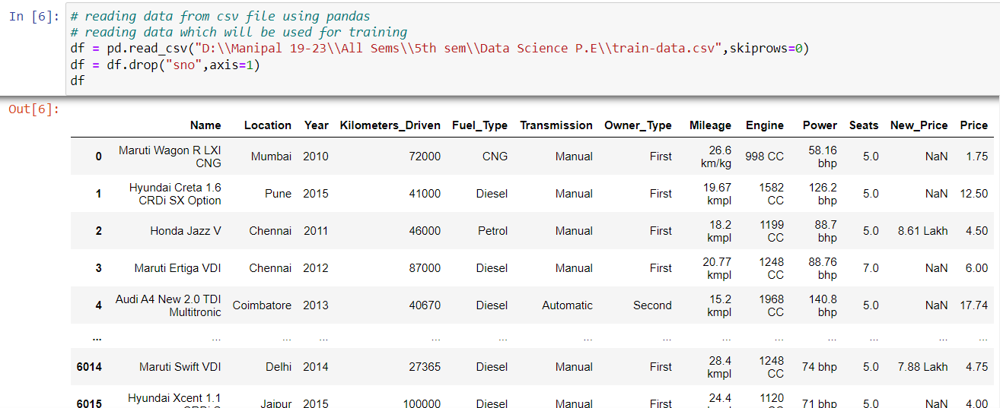 In [6]: # reading data from csv file using pandas
# reading data which will be used for training
df = pd.read_csv("D:\\Manipal 19-23\\All Sems\\5th sem\\Data Science P.E\\train-data.csv",skiprows=0)
df = df.drop("sno",axis=1)
df
Out[6]:
Name Location Year Kilometers_Driven Fuel_Type Transmission Owner_Type Mileage Engine Power Seats New_Price Price
0 Maruti Wagon R LXI CNG Mumbai 2010 72000 CNG Manual First 26.6 km/kg 998 CC 58.16 bhp 5.0 NaN 1.75
1 Hyundai Creta 1.6 CRDi SX Option Pune 2015 41000 Diesel Manual First 19.67 kmpl 1582 CC 126.2 bhp 5.0 NaN 12.50
2 Honda Jazz V Chennai 2011 46000 Petrol Manual First 18.2 kmpl 1199 CC 88.7 bhp 5.0 8.61 Lakh 4.50
3 Maruti Ertiga VDI Chennai 2012 87000 Diesel Manual First 20.77 kmpl 1248 CC 88.76 bhp 7.0 NaN 6.00
4 Audi A4 New 2.0 TDI Multitronic Coimbatore 2013 40670 Diesel Automatic Second 15.2 kmpl 1968 CC 140.8 bhp 5.0 NaN 17.74
... ... ... ... ... ... ... ... ... ... ... ... ... ...
6014 Maruti Swift VDI Delhi 2014 27365 Diesel Manual First 28.4 kmpl 1248 CC 74 bhp 5.0 7.88 Lakh 4.75
6015 Hyundai Xcent 1.1 Jaipur 2015 100000 Diesel Manual First 24.4 1120 71 bhp 5.0 NaN 4.00